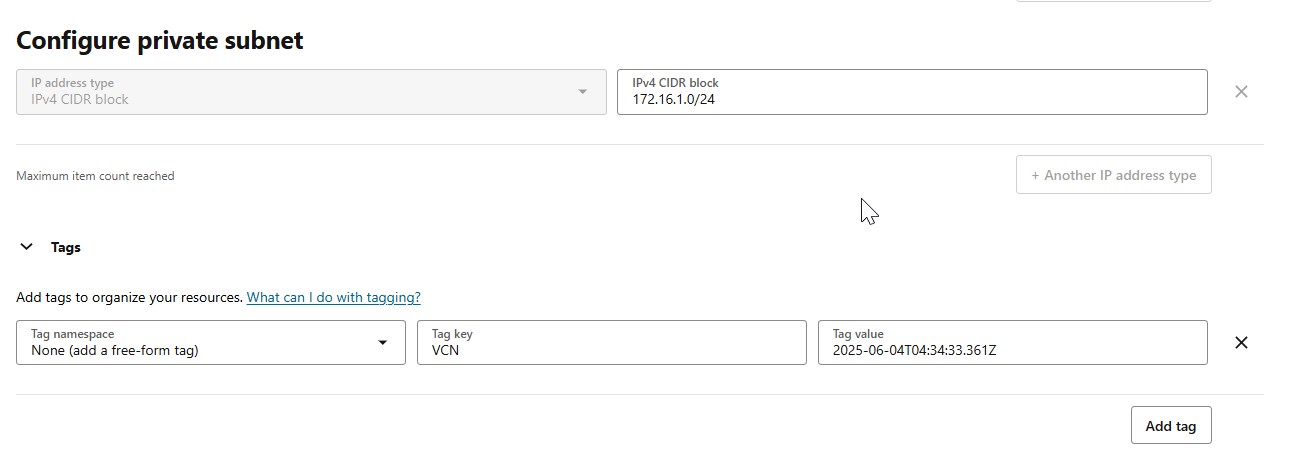 Configure private subnet
IP address type
IPv4 CIDR block
IPv4 CIDR block
172.16.1.0/24
Maximum item count reached
+ Another IP address type
Tags
Add tags to organize your resources. What can I do with tagging?
Tag namespace
None (add a free-form tag)
Tag key
VCN
Tag value
2025-06-04T04:34:33.361Z
Add tag